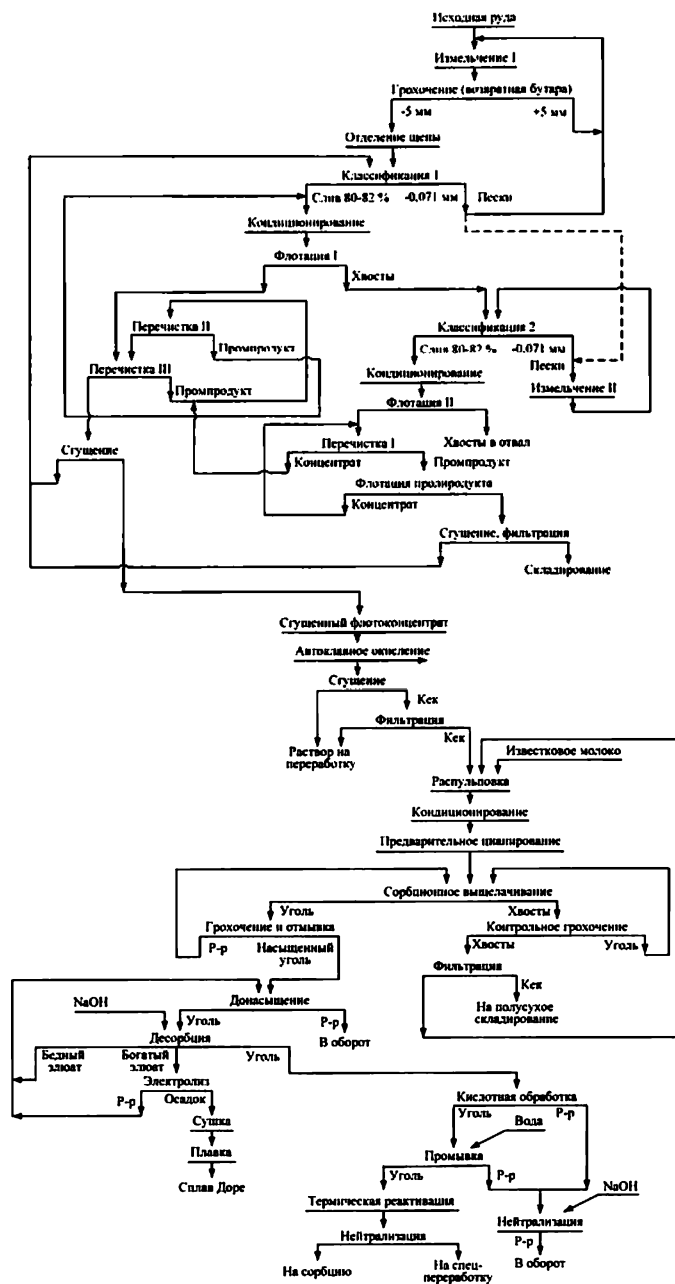 Исходная руда
Измельчение I
Грохочение (возвратная бутара)
-5 мм
+5 мм
Отделение щепы
Классификация 1
Слив 80-82 %
-0,071 мм
Пески
Кондиционирование
Флотация I
Хвосты
Перечистка II
Промпродукт
Перечистка III
Промпродукт
Классификация 2
Слив 80-82 %
-0,071 мм
Пески
Кондиционирование
Измельчение II
Флотация II
Перечистка I
Хвосты в отвал
Концентрат
Промпродукт
Сгущение
Флотация пролродукта
Концентрат
Сгущение, фильтрация
Складирование
Сгущенный флотоконцентрат
Автоклавное окисление
Сгущение
Кек
Фильтрация
Кек
Раствор на
переработку
Известковое молоко
Распульповка
Кондиционирование
Предварительное цианирование
Сорбционное выщелачивание
Уголь
Хвосты
Грохочение и отмывка
Контрольное грохочение
Р-р
Насыщенный
уголь
Хвосты
Уголь
Фильтрация
Кек
На полусухое
складирование
NaOH
Донасыщение
Уголь
Р-р
В оборот
Десорбция
Бедный
элюат
Богатый
элюат
Уголь
Электролиз
Р-р
Осадок
Сушка
Плавка
Сплав Доре
Кислотная обработка
Уголь
Р-р
Вода
Промывка
Уголь
Р-р
Термическая реактивация
NaOH
Нейтрализация
Нейтрализация
Р-р
В оборот
На сорбцию
На спец-
переработку